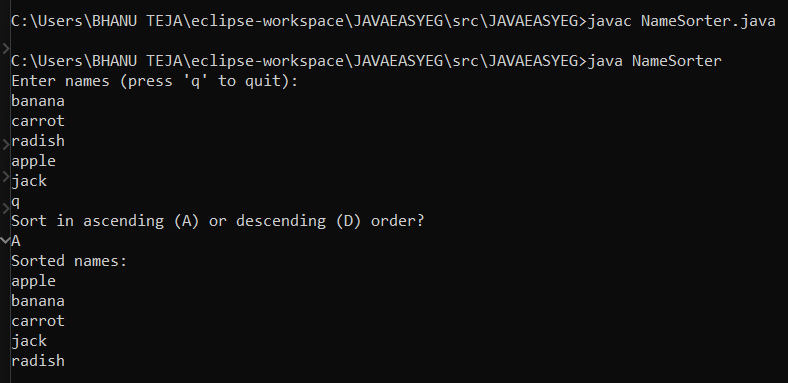 C:\Users\BHANU TEJA\eclipse-workspace\JAVAEASYEG\src\JAVAEASYEG>javac NameSorter.java
C:\Users\BHANU TEJA\eclipse-workspace\JAVAEASYEG\src\JAVAEASYEG>java NameSorter
Enter names (press 'q' to quit):
banana
carrot
radish
apple
jack
q
Sort in ascending (A) or descending (D) order?
A
Sorted names:
apple
banana
carrot
jack
radish